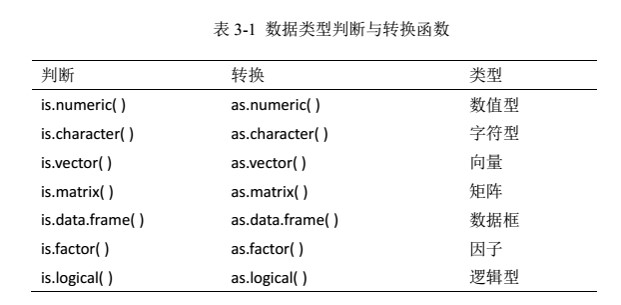 表 3-1 数据类型判断与转换函数
判断 转换 类型
is.numeric( ) as.numeric( ) 数值型
is.character( ) as.character( ) 字符型
is.vector( ) as.vector( ) 向量
is.matrix( ) as.matrix( ) 矩阵
is.data.frame( ) as.data.frame( ) 数据框
is.factor( ) as.factor( ) 因子
is.logical( ) as.logical( ) 逻辑型